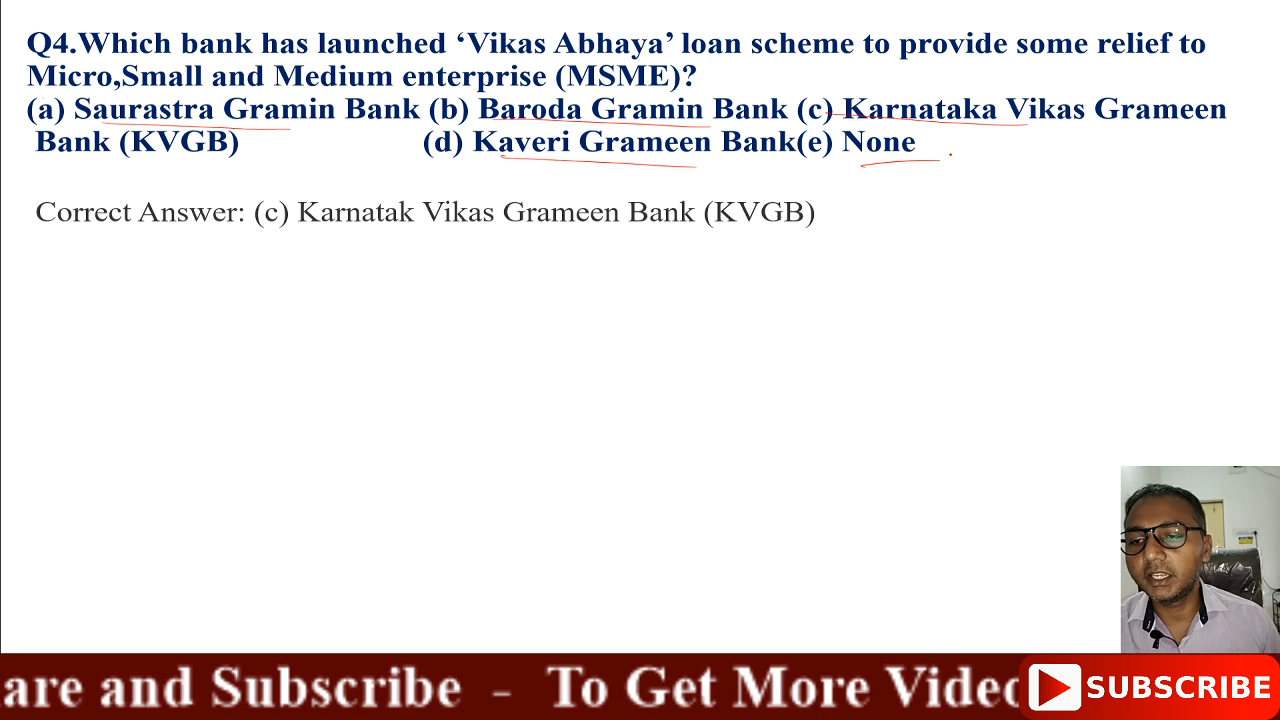 Q4.Which bank has launched ‘Vikas Abhaya’ loan scheme to provide some relief to
Micro,Small and Medium enterprise (MSME)?
(a) Saurastra Gramin Bank (b) Baroda Gramin Bank (c) Karnataka Vikas Grameen
Bank (KVGB) (d) Kaveri Grameen Bank(e) None
Correct Answer: (c) Karnatak Vikas Grameen Bank (KVGB)
are and Subscribe - To Get More Video
SUBSCRIBE